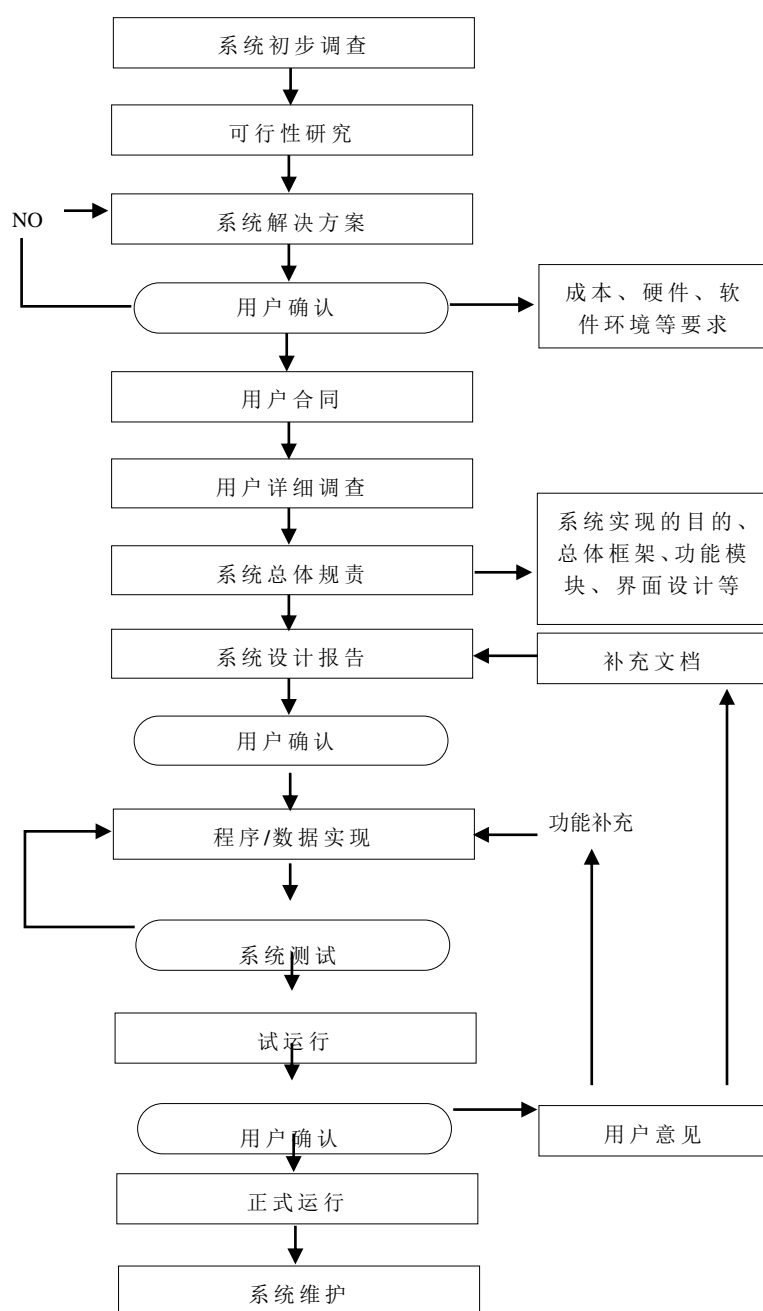 系统初步调查
可行性研究
系统解决方案
NO
用户确认
成本、硬件、软
件环境等要求
用户合同
用户详细调查
系统实现的目的、
总体框架、功能模
块、界面设计等
系统总体规责
系统设计报告
补充文档
用户确认
程序/数据实现
功能补充
系统测试
试运行
用户确认
用户意见
正式运行
系统维护